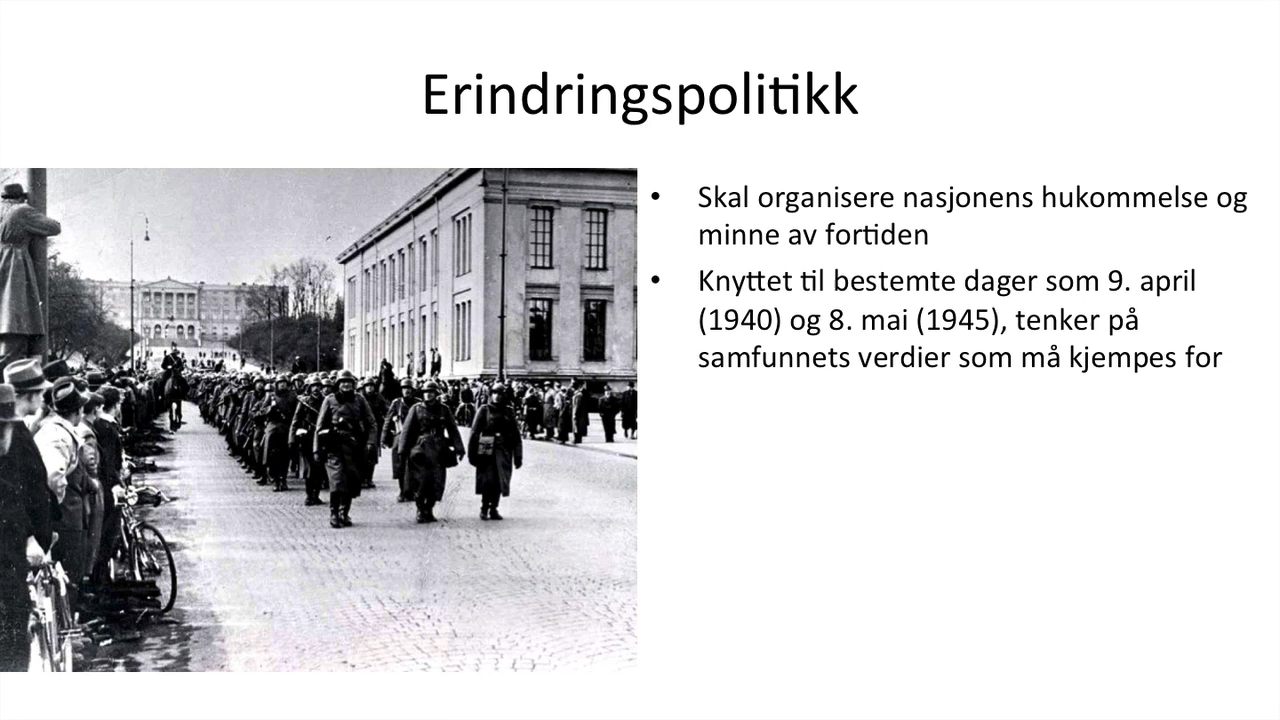 Erindringspolitikk
• Skal organisere nasjonens hukommelse og
minne av fortiden
• Knyttet til bestemte dager som 9. april
(1940) og 8. mai (1945), tenker på
samfunnets verdier som må kjempes for